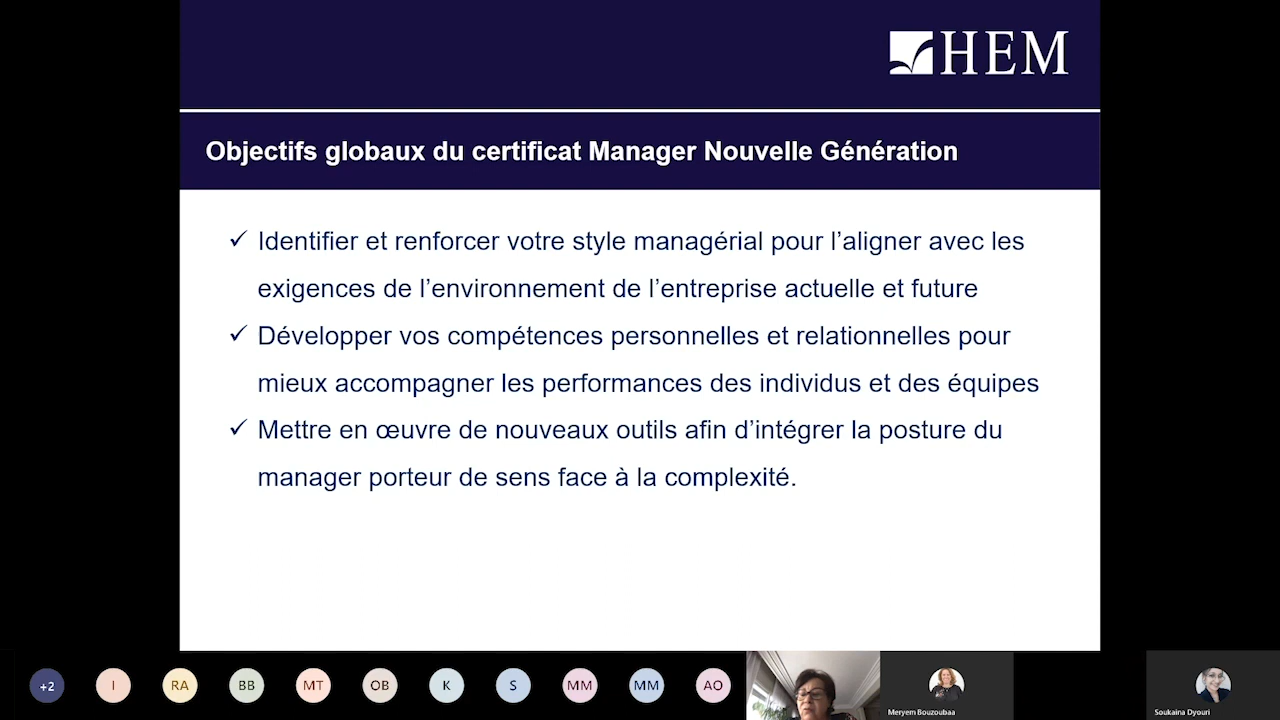 HEM
Objectifs globaux du certificat Manager Nouvelle Génération
✓ Identifier et renforcer votre style managérial pour l’aligner avec les
exigences de l’environnement de l’entreprise actuelle et future
✓ Développer vos compétences personnelles et relationnelles pour
mieux accompagner les performances des individus et des équipes
✓ Mettre en œuvre de nouveaux outils afin d’intégrer la posture du
manager porteur de sens face à la complexité.
+2 I RA BB MT OB K S MM MM AO
Meryem Bouzoubaa
Soukaina Dyouri